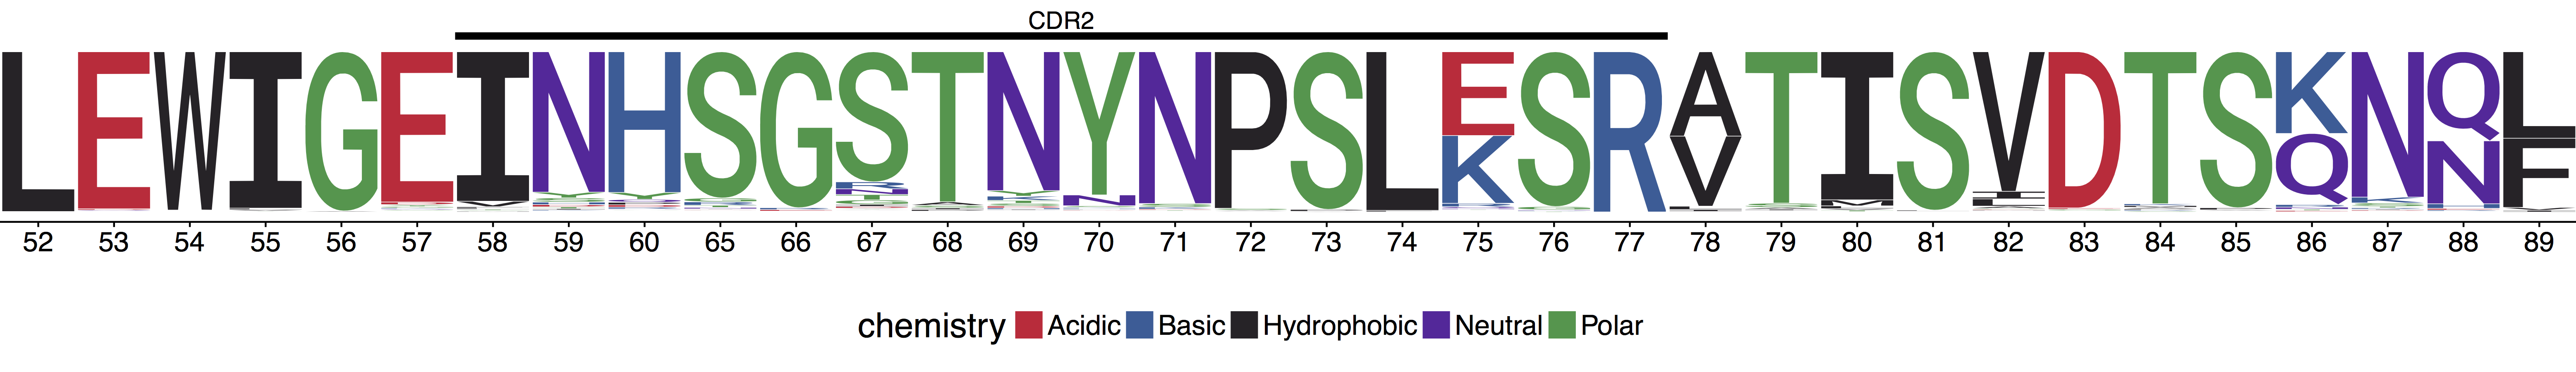 CDR2
LEWIGEINHSGSTNYNPSLESRATISVDTSKNQL
KVQNF
52 53 54 55 56 57 58 59 60 65 66 67 68 69 70 71 72 73 74 75 76 77 78 79 80 81 82 83 84 85 86 87 88 89
chemistry Acidic Basic Hydrophobic Neutral Polar